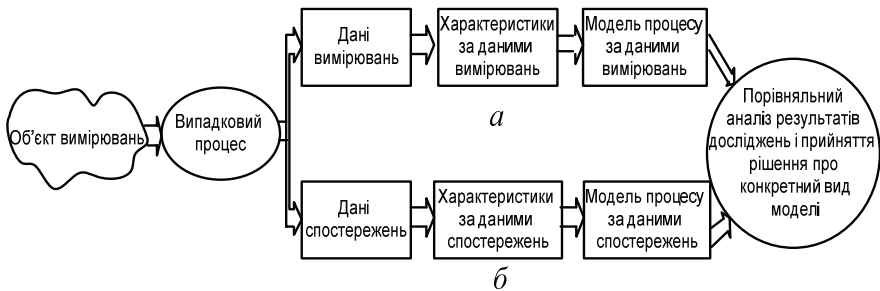 Об’єкт вимірювань
Випадковий
процес
Дані
вимірювань
Характеристики
за даними
вимірювань
Модель процесу
за даними
вимірювань
а
Дані
спостережень
Характеристики
за даними
спостережень
Модель процесу
за даними
спостережень
б
Порівняльний
аналіз результатів
досліджень і прийняття
рішення про
конкретний вид
моделі